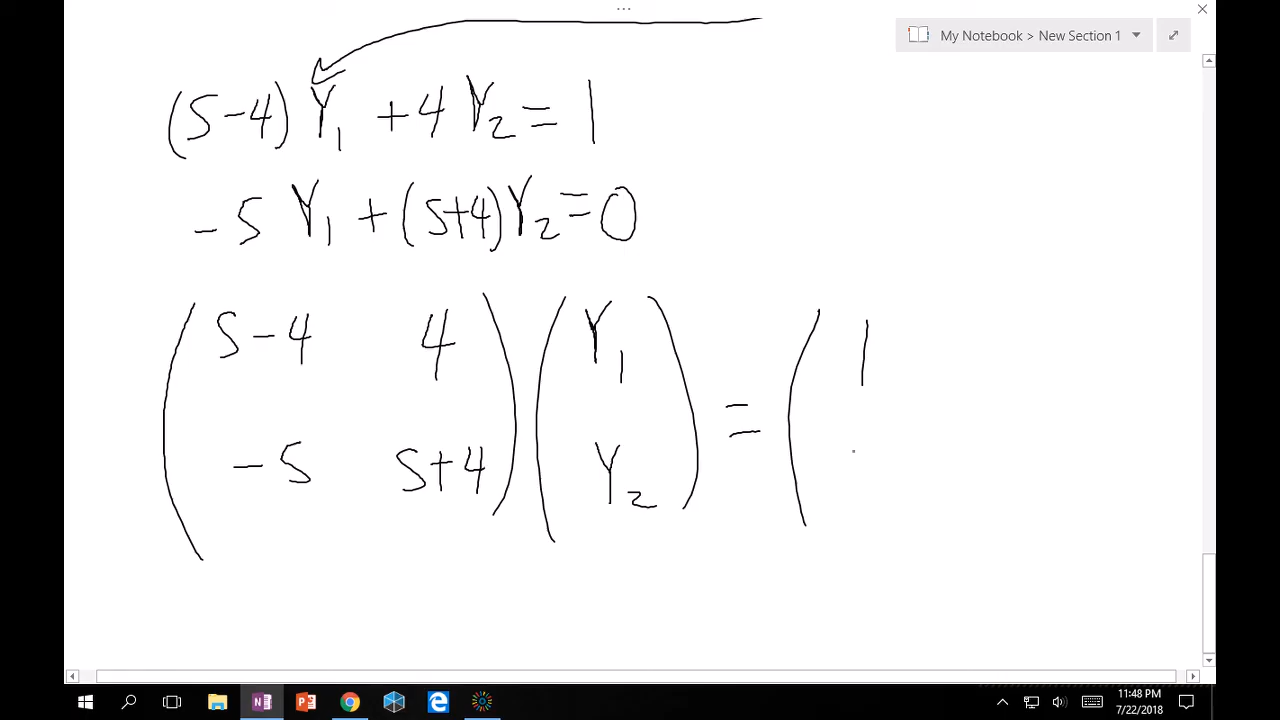 My Notebook > New Section 1
(S-4) Y₁ + 4 Y₂ = 1
-5 Y₁ + (S+4) Y₂ = 0
( S-4 4 ) ( Y₁ ) = ( 1
-5 S+4 Y₂
11:48 PM
7/22/2018